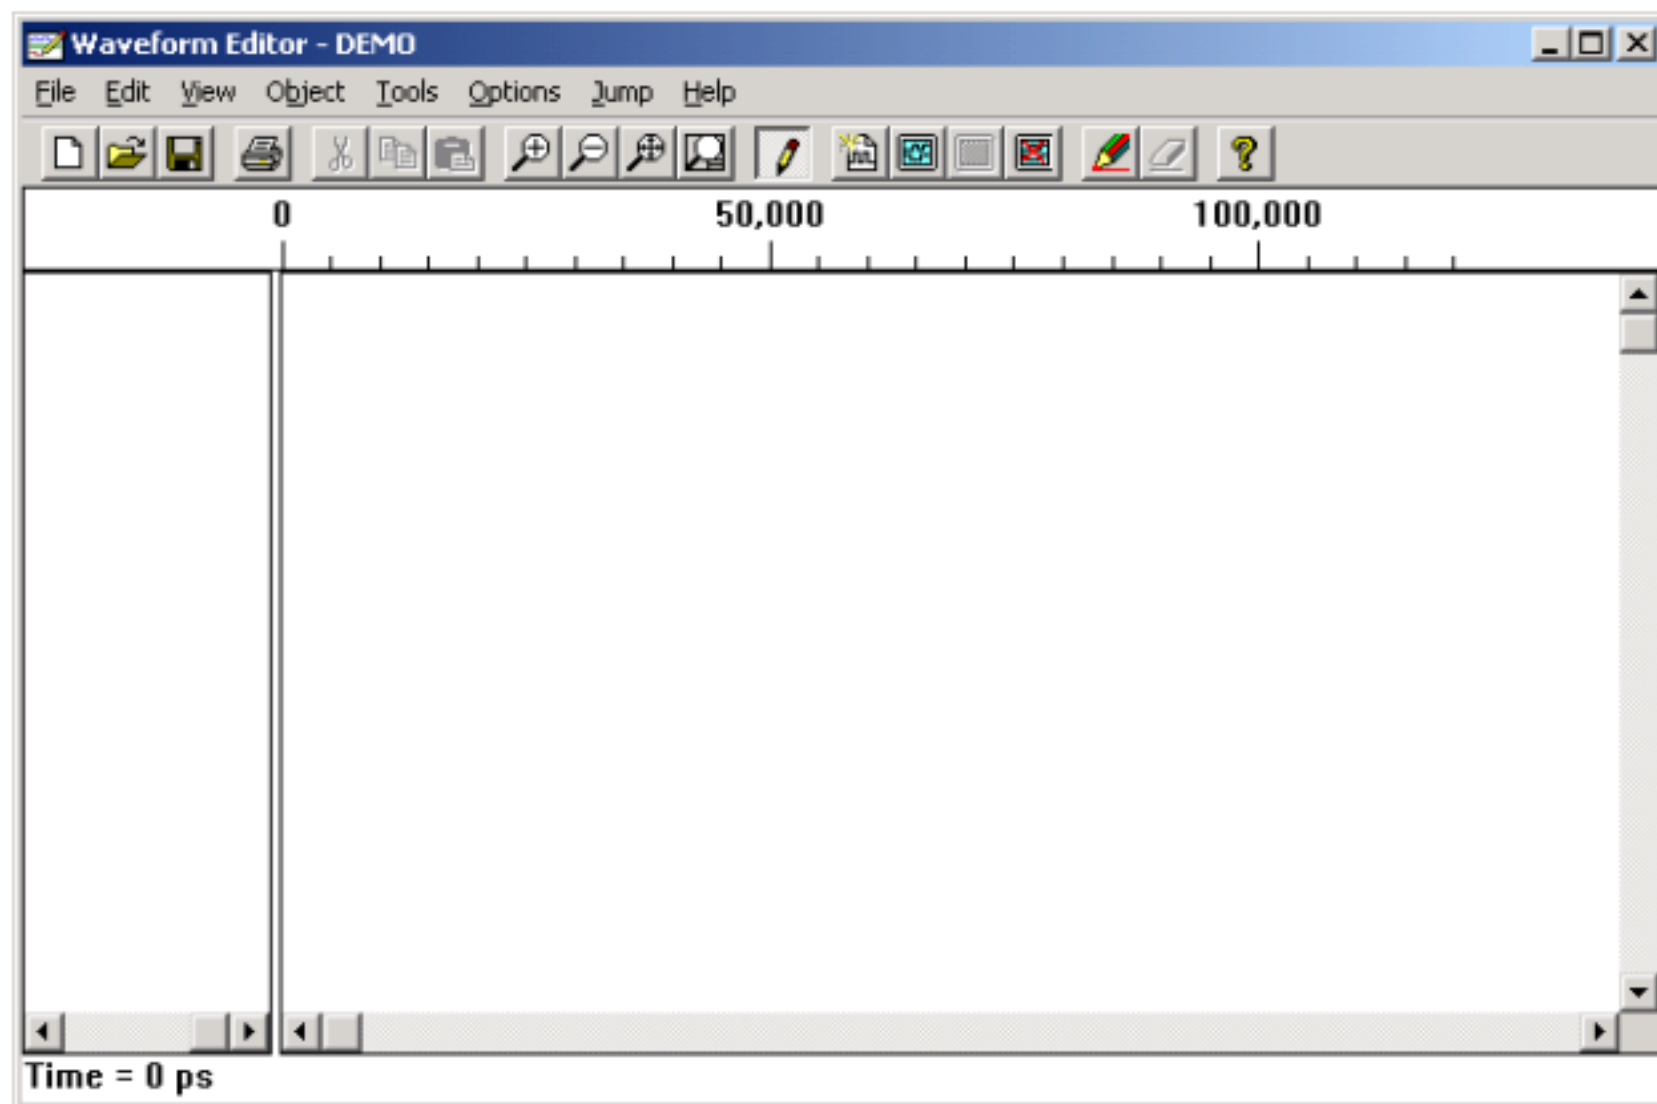 Waveform Editor - DEMO
File Edit View Object Tools Options Jump Help
0 50,000 100,000
Time = 0 ps